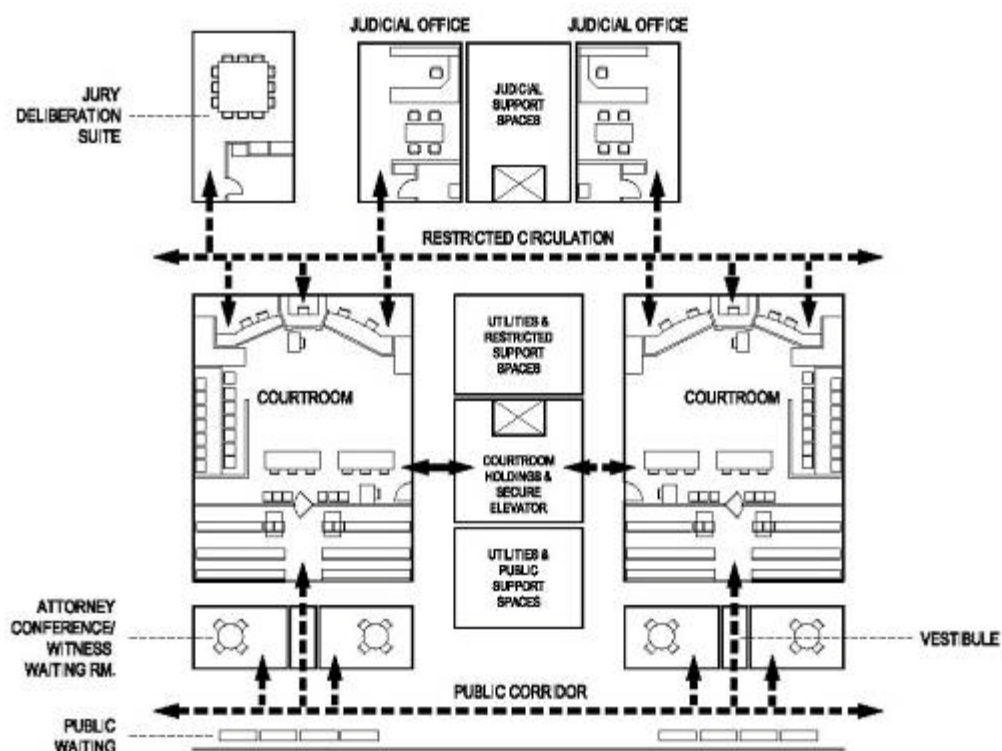 JUDICIAL OFFICE
JUDICIAL OFFICE
JURY
DELIBERATION
SUITE
JUDICIAL
SUPPORT
SPACES
RESTRICTED CIRCULATION
UTILITIES &
RESTRICTED
SUPPORT
SPACES
COURTROOM
COURTROOM
COURTROOM
HOLDINGS &
SECURE
ELEVATOR
UTILITIES &
PUBLIC
SUPPORT
SPACES
ATTORNEY
CONFERENCE/
WITNESS
WAITING RM.
VESTIBULE
PUBLIC CORRIDOR
PUBLIC
WAITING